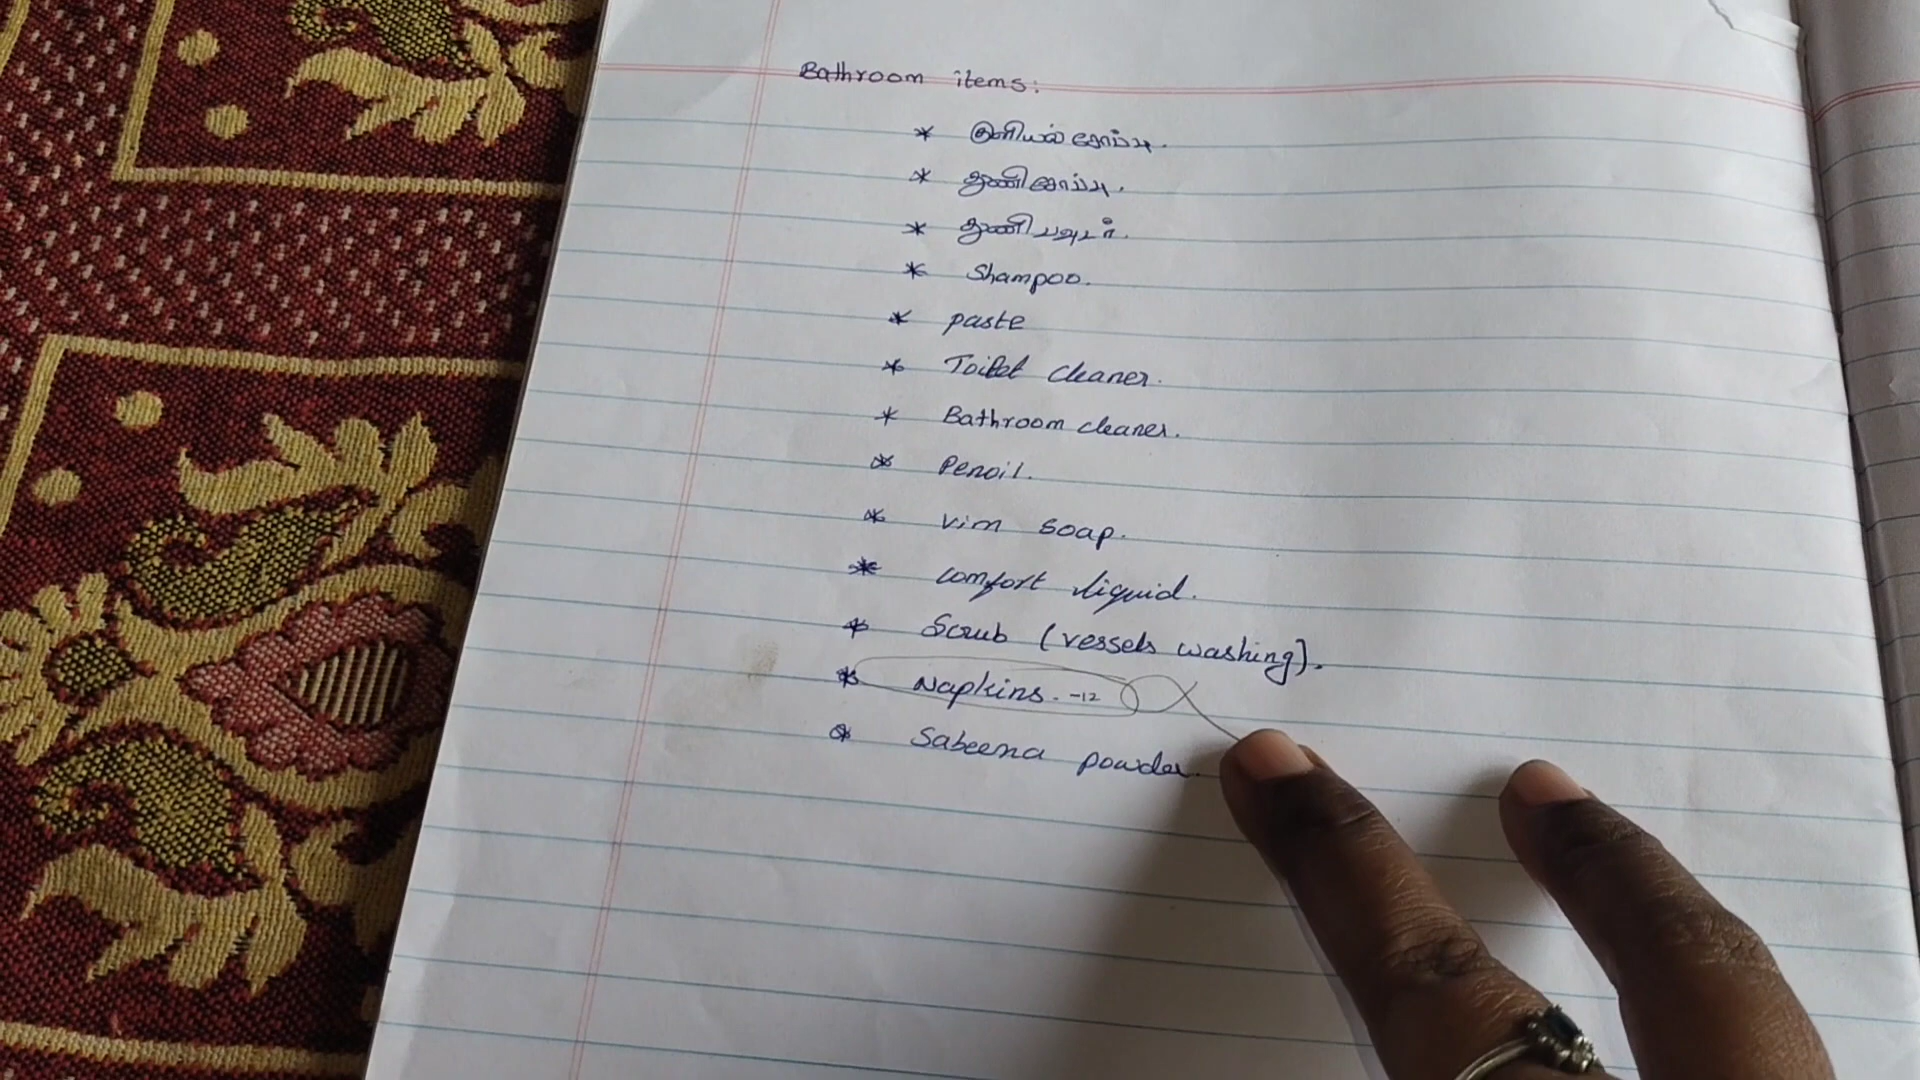 Bathroom items:
* குளியல் சோப்பு.
* துணி சோப்பு.
* துணி பவுடர்.
* Shampoo.
* paste
* Toilet cleaner.
* Bathroom cleaner.
* Penoil.
* Vim soap.
* comfort liquid.
* Scrub (vessels washing).
* Napkins. -12
* Sabeena powder.